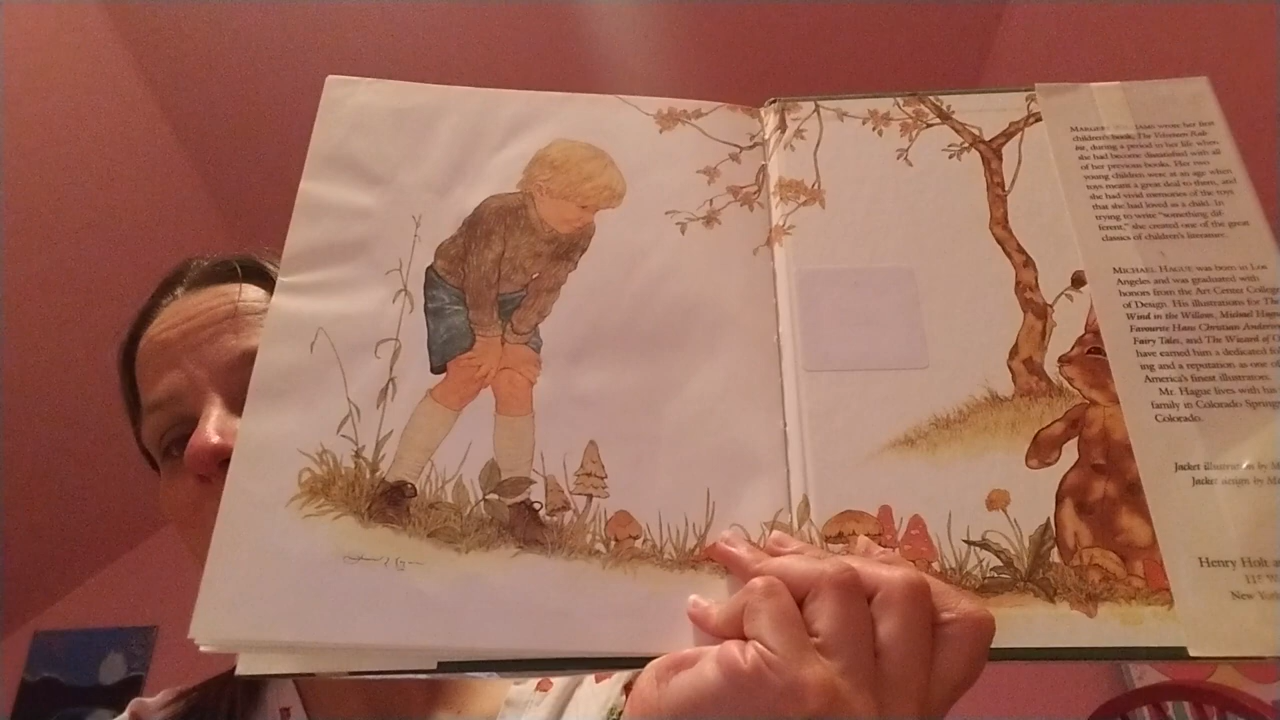 children's book, The Velveteen Rab-
bit, during a period in her life when
she had become dissatisfied with all
of her previous books. Her two
young children were at an age when
toys meant a great deal to them, and
she had vivid memories of the toys
that she had loved as a child. In
trying to write "something dif-
ferent," she created one of the great
classics of children's literature.
MICHAEL HAGUE was born in Los
Angeles and was graduated with
honors from the Art Center College
of Design. His illustrations for The
Wind in the Willows, Michael
Favourite Hans Christian
Fairy Tales, and The Wizard of
have earned him a dedicated
ing and a reputation as one of
America's finest illustrators.
Mr. Hague lives with his
family in Colorado Springs
Colorado.
Jacket illustration by
Jacket design by
Henry Holt
New